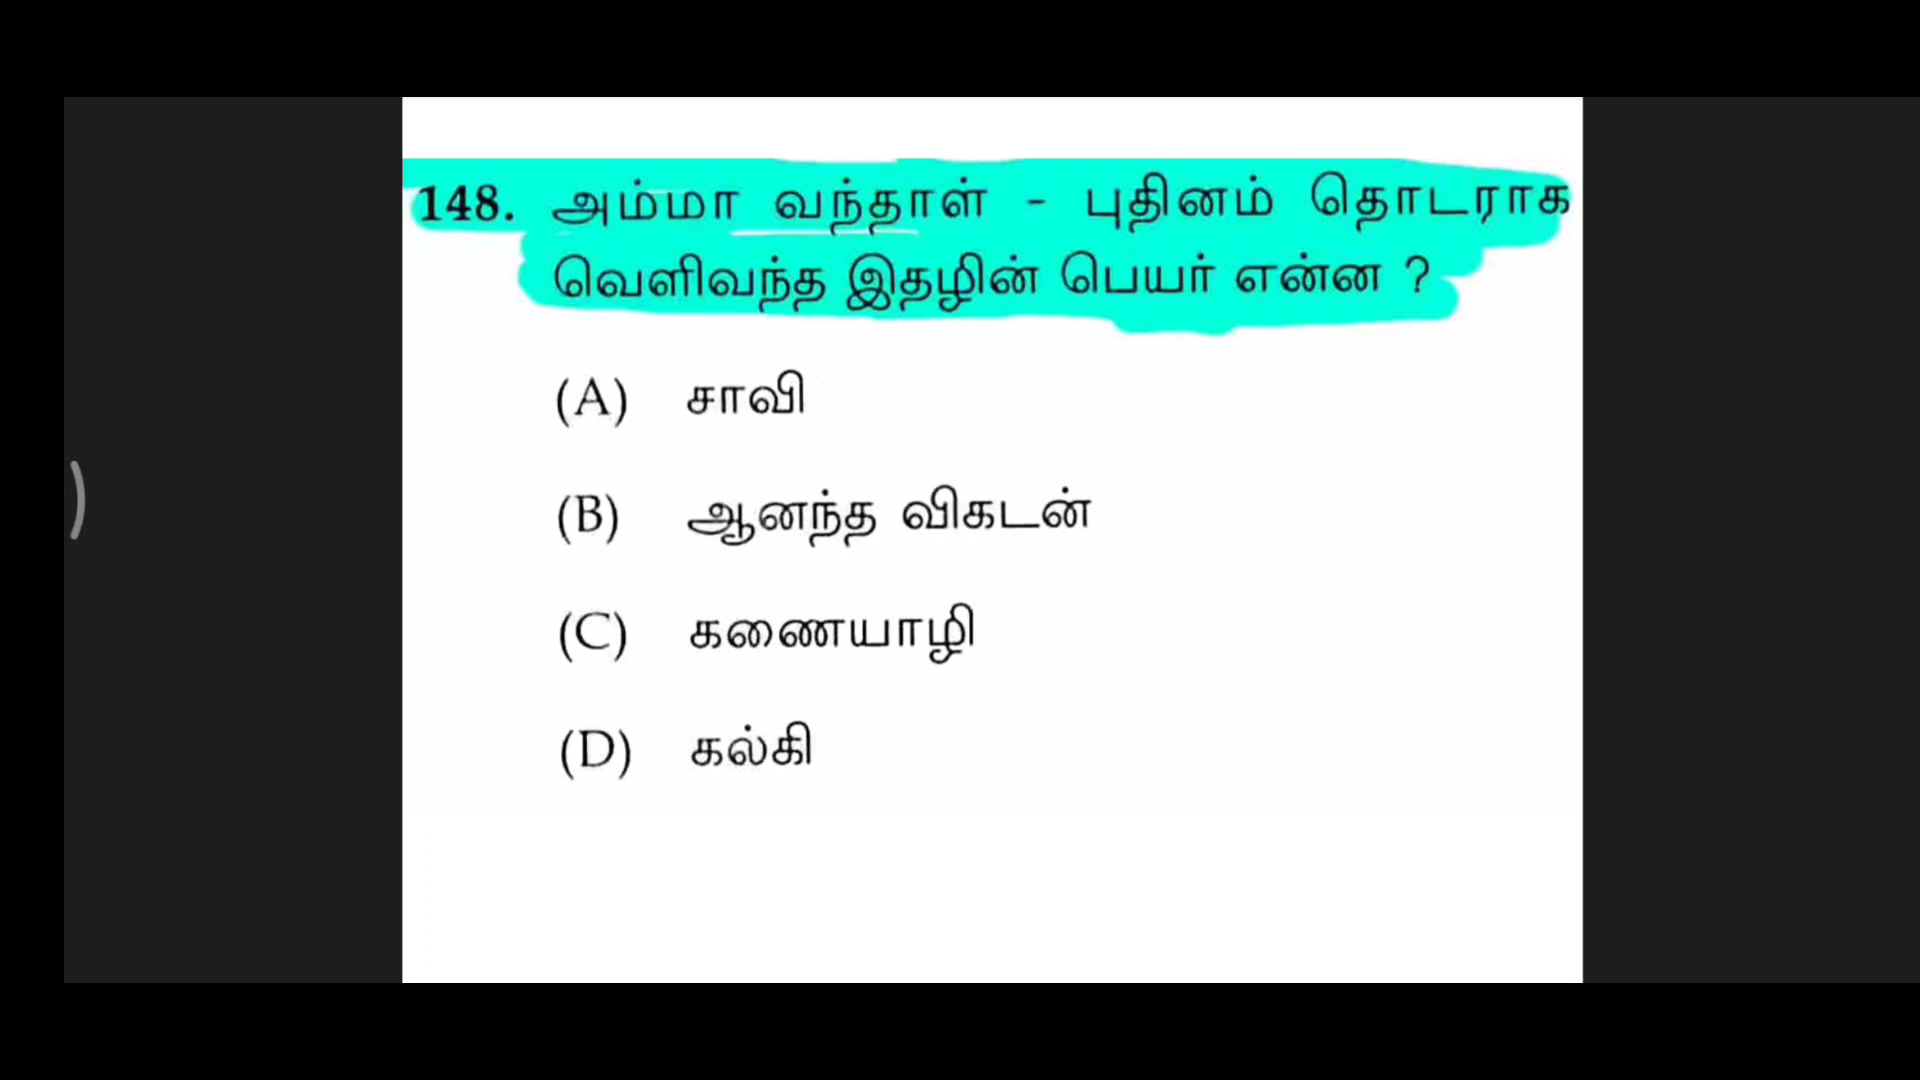 148. அம்மா வந்தாள் - புதினம் தொடராக
வெளிவந்த இதழின் பெயர் என்ன ?
(A) சாவி
(B) ஆனந்த விகடன்
(C) கணையாழி
(D) கல்கி